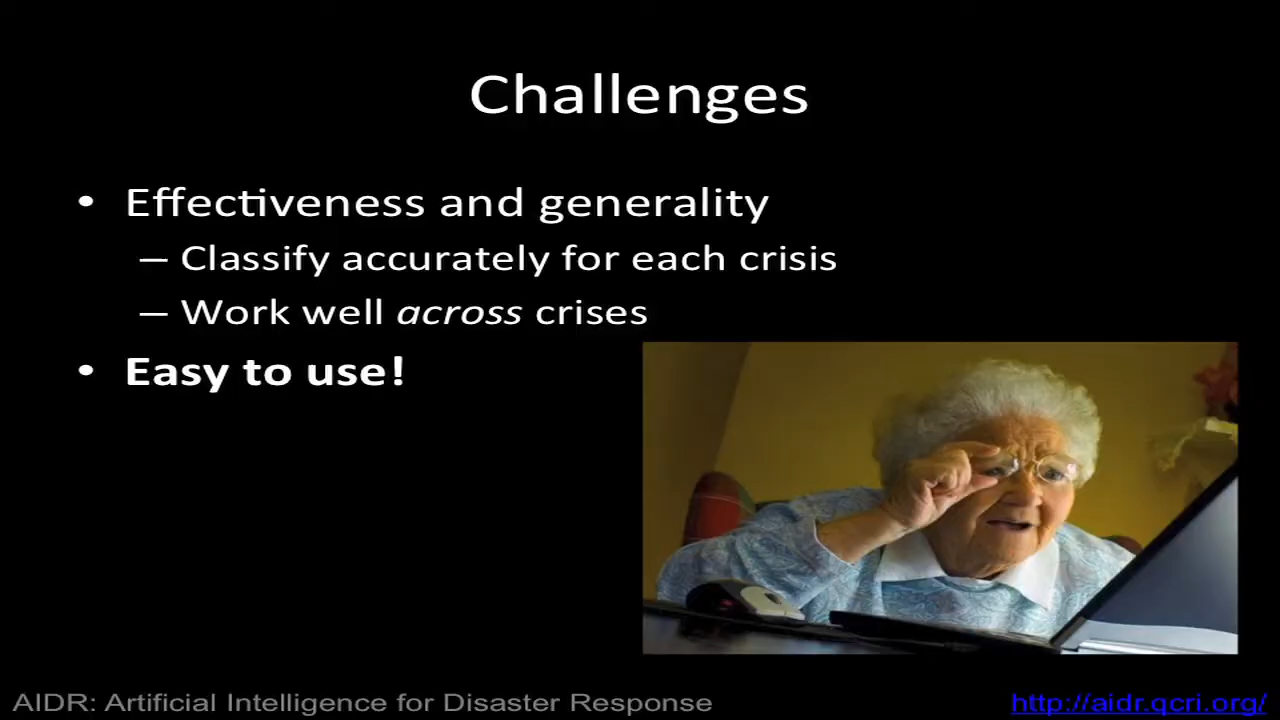 Challenges
• Effectiveness and generality
– Classify accurately for each crisis
– Work well across crises
• Easy to use!
AIDR: Artificial Intelligence for Disaster Response
http://aidr.qcri.org/